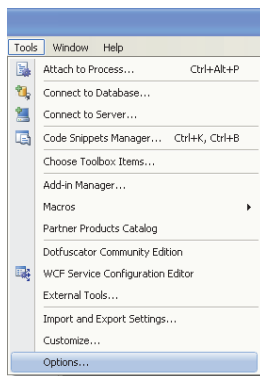 Tools Window Help
Attach to Process... Ctrl+Alt+P
Connect to Database...
Connect to Server...
Code Snippets Manager... Ctrl+K, Ctrl+B
Choose Toolbox Items...
Add-in Manager...
Macros
Partner Products Catalog
Dotfuscator Community Edition
WCF Service Configuration Editor
External Tools...
Import and Export Settings...
Customize...
Options...